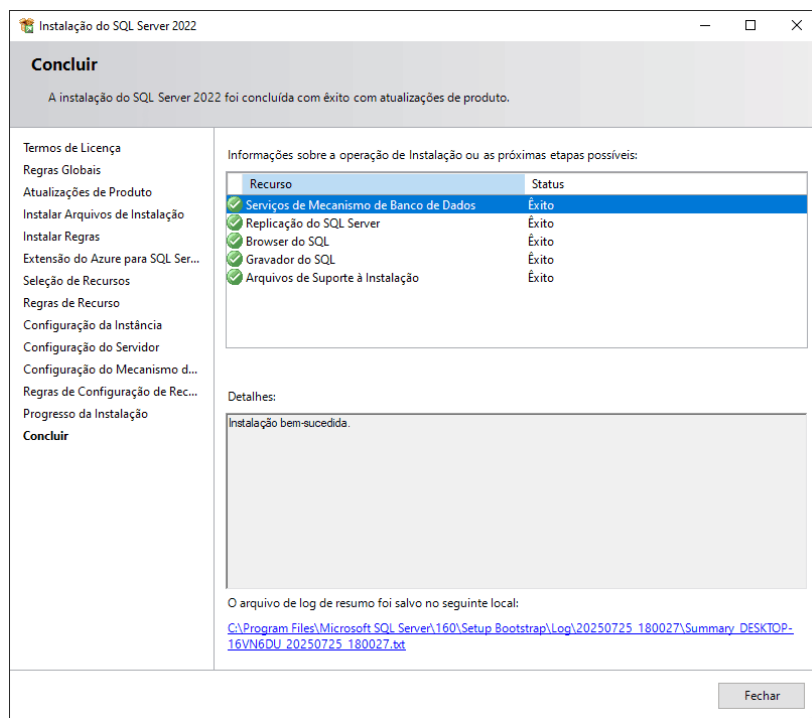 Instalação do SQL Server 2022
Concluir
A instalação do SQL Server 2022 foi concluída com êxito com atualizações de produto.
Termos de Licença
Regras Globais
Atualizações de Produto
Instalar Arquivos de Instalação
Instalar Regras
Extensão do Azure para SQL Ser...
Seleção de Recursos
Regras de Recurso
Configuração da Instância
Configuração do Servidor
Configuração do Mecanismo d...
Regras de Configuração de Rec...
Progresso da Instalação
Concluir
Informações sobre a operação de Instalação ou as próximas etapas possíveis:
Recurso Status
Serviços de Mecanismo de Banco de Dados Êxito
Replicação do SQL Server Êxito
Browser do SQL Êxito
Gravador do SQL Êxito
Arquivos de Suporte à Instalação Êxito
Detalhes:
Instalação bem-sucedida.
O arquivo de log de resumo foi salvo no seguinte local:
C:\Program Files\Microsoft SQL Server\160\Setup Bootstrap\Log\20250725_180027\Summary_DESKTOP-
16VN6DU_20250725_180027.txt
Fechar